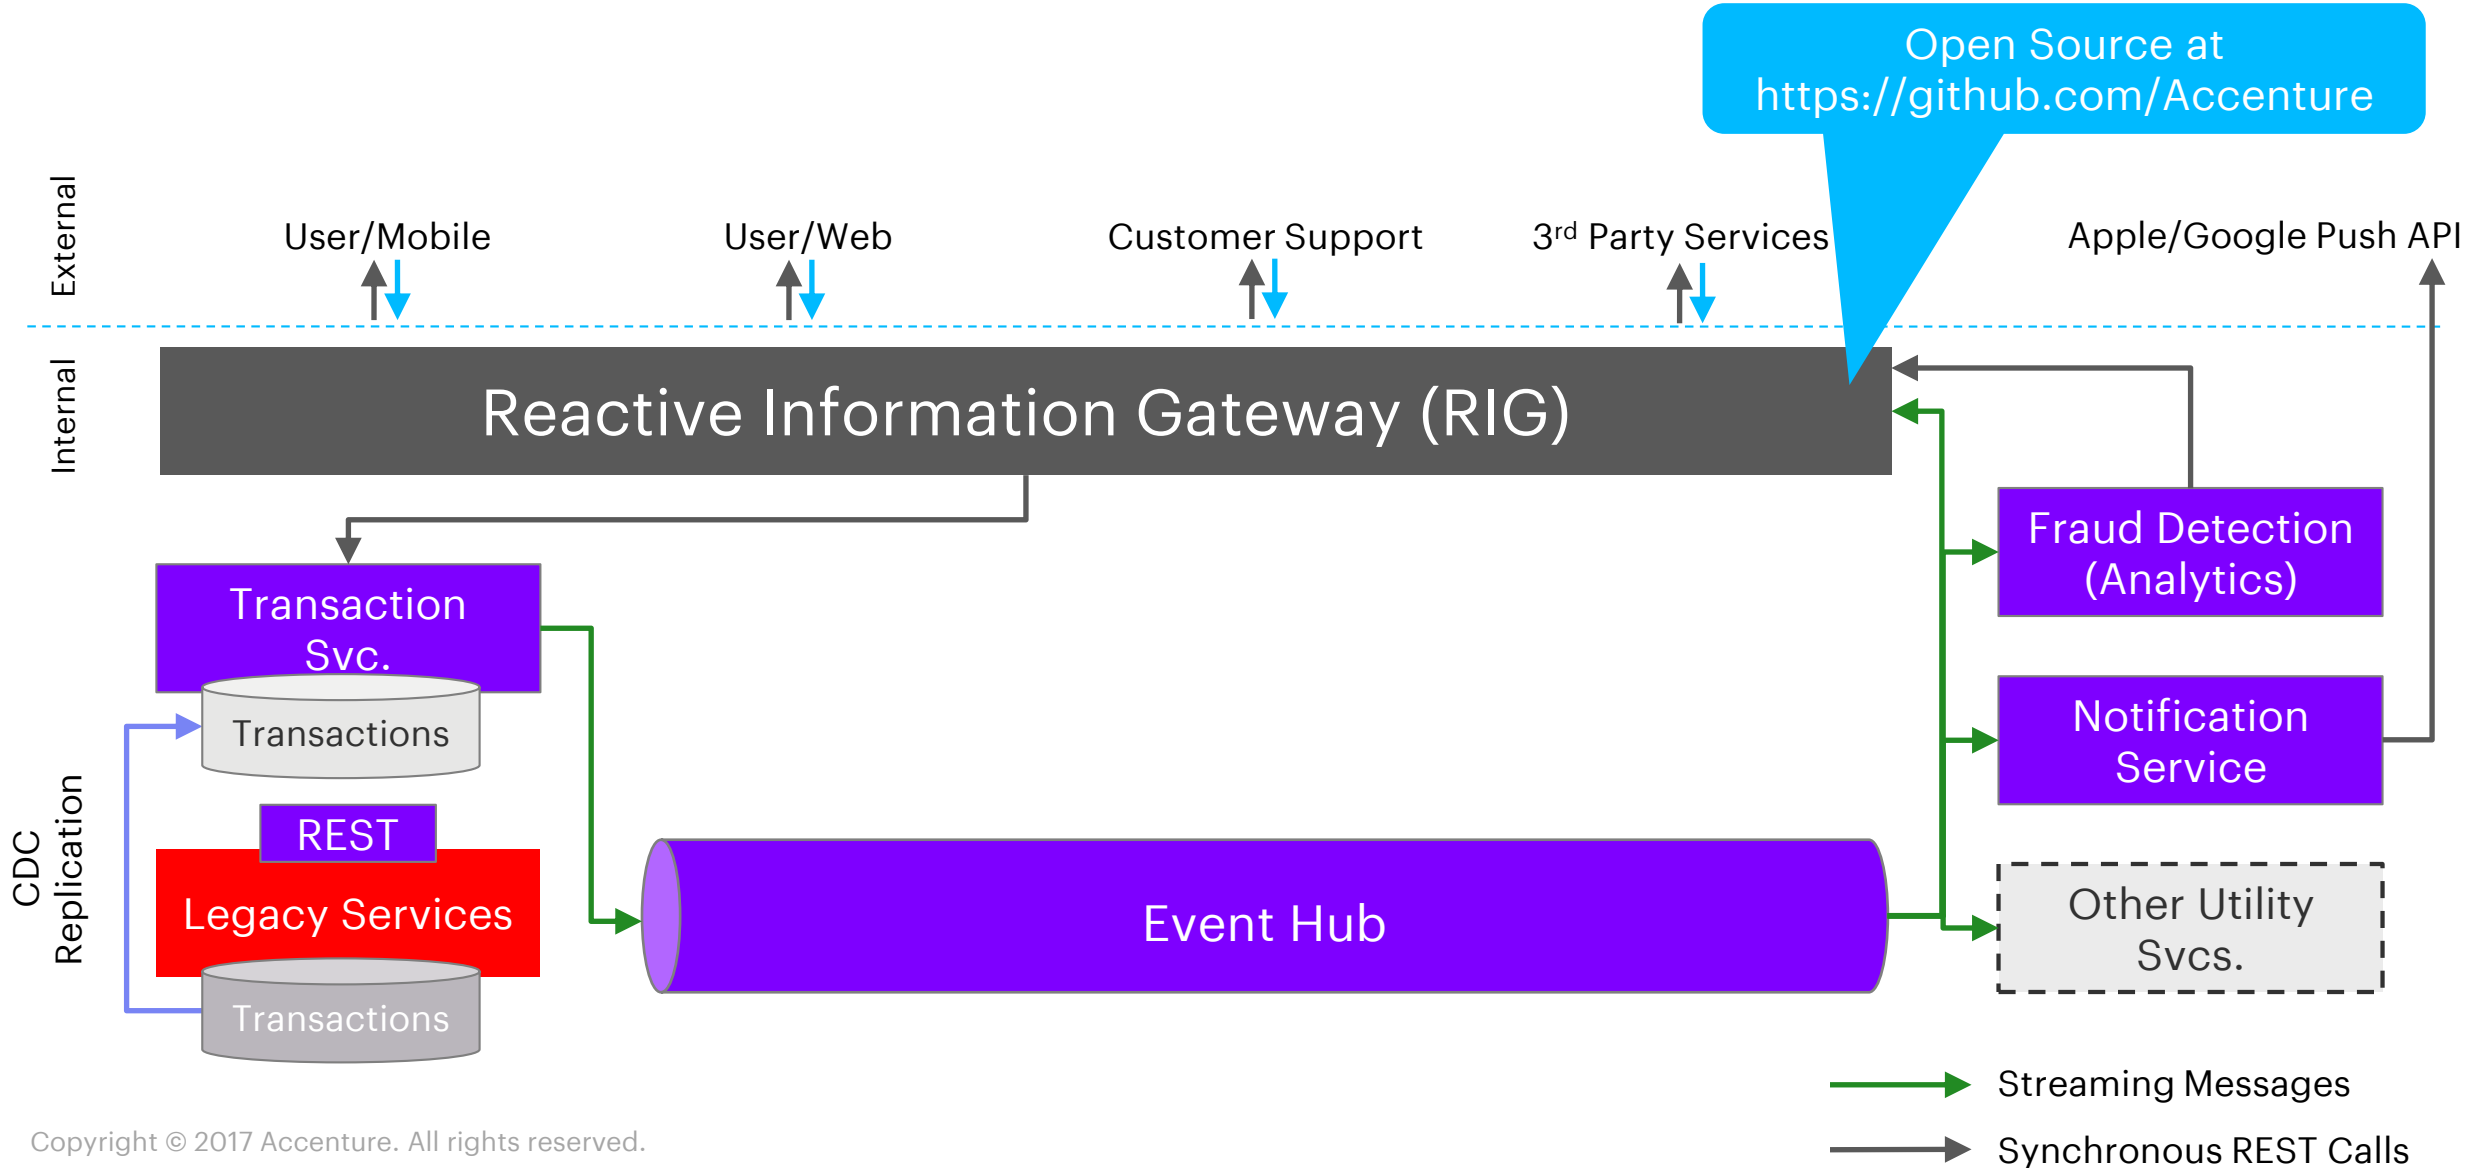 Open Source at
https://github.com/Accenture
External
User/Mobile
User/Web
Customer Support
3rd Party Services
Apple/Google Push API
Internal
Reactive Information Gateway (RIG)
Fraud Detection
(Analytics)
Transaction
Svc.
Transactions
Notification
Service
CDC
Replication
REST
Legacy Services
Transactions
Event Hub
Other Utility
Svcs.
Streaming Messages
Synchronous REST Calls
Copyright © 2017 Accenture. All rights reserved.